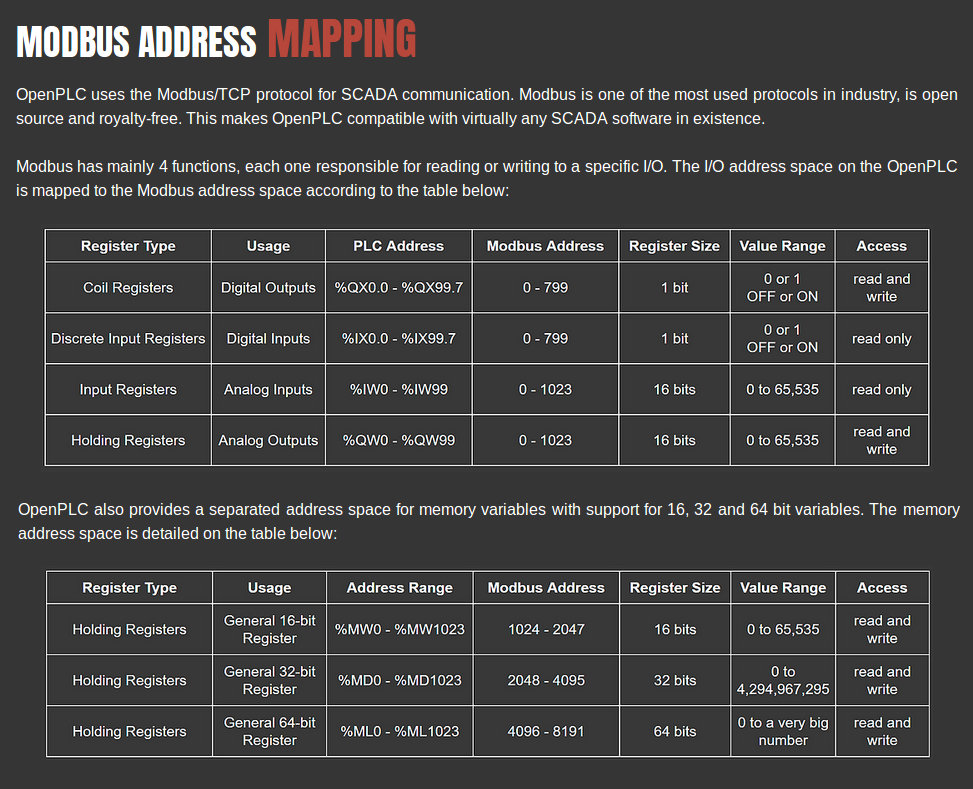 MODBUS ADDRESS MAPPING
OpenPLC uses the Modbus/TCP protocol for SCADA communication. Modbus is one of the most used protocols in industry, is open
source and royalty-free. This makes OpenPLC compatible with virtually any SCADA software in existence.
Modbus has mainly 4 functions, each one responsible for reading or writing to a specific I/O. The I/O address space on the OpenPLC
is mapped to the Modbus address space according to the table below:
Register Type Usage PLC Address Modbus Address Register Size Value Range Access
Coil Registers Digital Outputs %QX0.0 - %QX99.7 0 - 799 1 bit 0 or 1 OFF or ON read and write
Discrete Input Registers Digital Inputs %IX0.0 - %IX99.7 0 - 799 1 bit 0 or 1 OFF or ON read only
Input Registers Analog Inputs %IW0 - %IW99 0 - 1023 16 bits 0 to 65,535 read only
Holding Registers Analog Outputs %QW0 - %QW99 0 - 1023 16 bits 0 to 65,535 read and write
OpenPLC also provides a separated address space for memory variables with support for 16, 32 and 64 bit variables. The memory
address space is detailed on the table below:
Register Type Usage Address Range Modbus Address Register Size Value Range Access
Holding Registers General 16-bit Register %MW0 - %MW1023 1024 - 2047 16 bits 0 to 65,535 read and write
Holding Registers General 32-bit Register %MD0 - %MD1023 2048 - 4095 32 bits 0 to 4,294,967,295 read and write
Holding Registers General 64-bit Register %ML0 - %ML1023 4096 - 8191 64 bits 0 to a very big number read and write